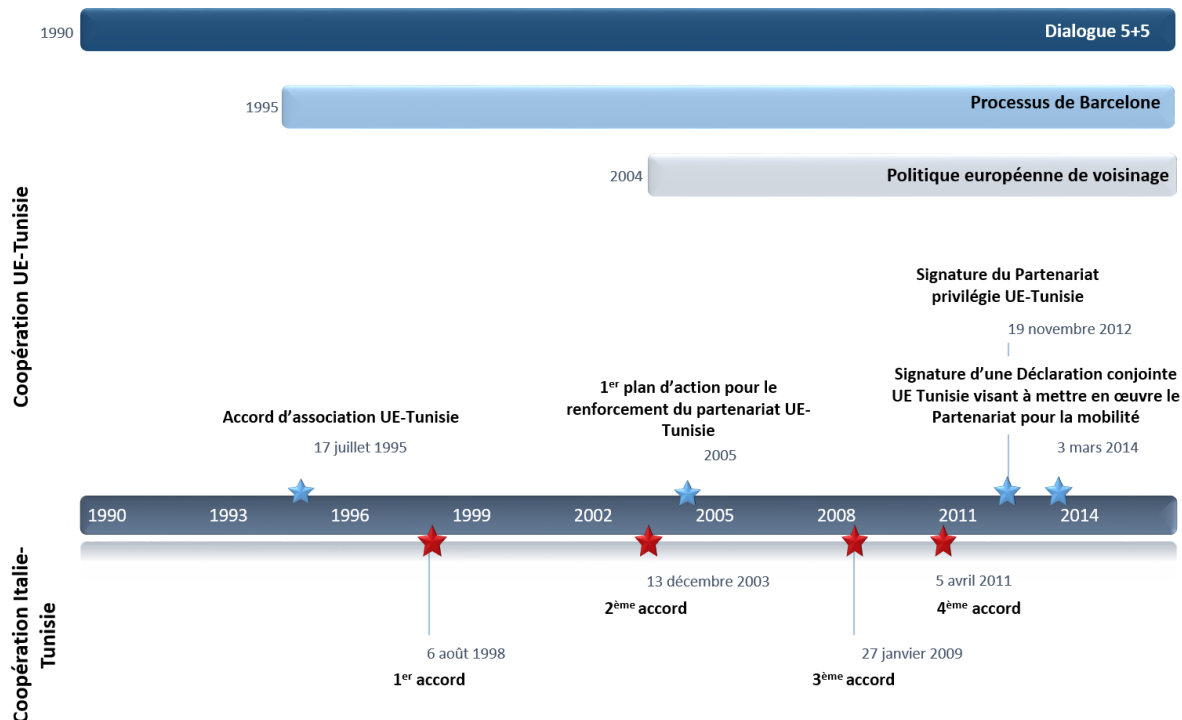 1990
Dialogue 5+5
1995
Processus de Barcelone
2004
Politique européenne de voisinage
Coopération UE-Tunisie
Signature du Partenariat
privilégie UE-Tunisie
19 novembre 2012
Signature d’une Déclaration conjointe
UE Tunisie visant à mettre en œuvre le
Partenariat pour la mobilité
3 mars 2014
1er plan d’action pour le
renforcement du partenariat UE-
Tunisie
2005
Accord d’association UE-Tunisie
17 juillet 1995
1990 1993 1996 1999 2002 2005 2008 2011 2014
Coopération Italie-
Tunisie
13 décembre 2003
2ème accord
5 avril 2011
4ème accord
6 août 1998
1er accord
27 janvier 2009
3ème accord